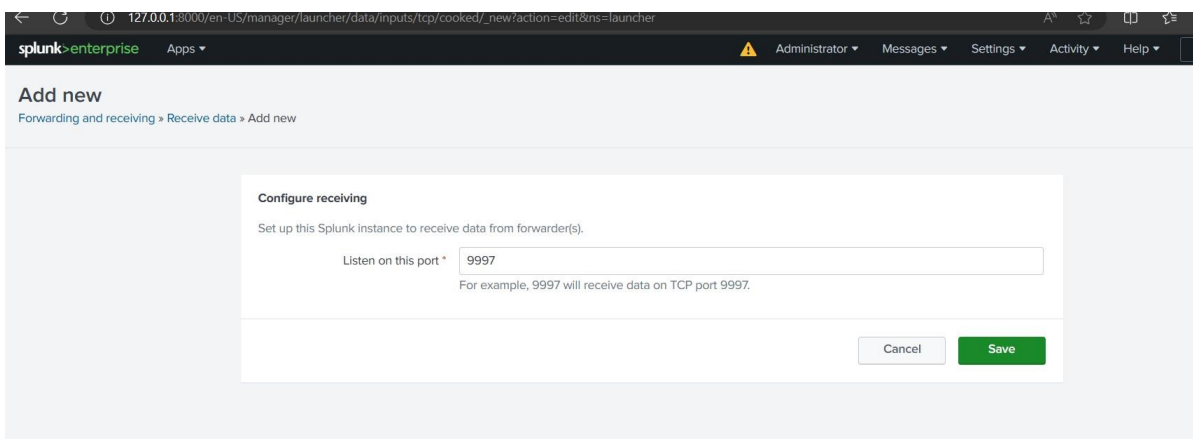 127.0.0.1:8000/en-US/manager/launcher/data/inputs/tcp/cooked/_new?action=edit&ns=launcher
splunk>enterprise Apps Administrator Messages Settings Activity Help
Add new
Forwarding and receiving » Receive data » Add new
Configure receiving
Set up this Splunk instance to receive data from forwarder(s).
Listen on this port * 9997
For example, 9997 will receive data on TCP port 9997.
Cancel Save